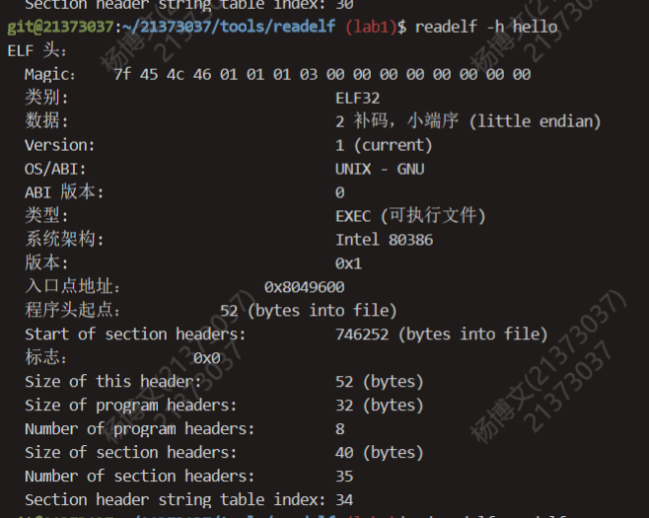 Section header string table index: 30
git@21373037:~/21373037/tools/readelf (lab1)$ readelf -h hello
ELF 头:
Magic: 7f 45 4c 46 01 01 01 03 00 00 00 00 00 00 00 00
类别: ELF32
数据: 2 补码，小端序 (little endian)
Version: 1 (current)
OS/ABI: UNIX - GNU
ABI 版本: 0
类型: EXEC (可执行文件)
系统架构: Intel 80386
版本: 0x1
入口点地址: 0x8049600
程序头起点: 52 (bytes into file)
Start of section headers: 746252 (bytes into file)
标志: 0x0
Size of this header: 52 (bytes)
Size of program headers: 32 (bytes)
Number of program headers: 8
Size of section headers: 40 (bytes)
Number of section headers: 35
Section header string table index: 34
杨博文(21373037)
21373037
杨博文(21373037)
21373037
杨博文(21373037)
21373037
杨博文(21373037)
21373037